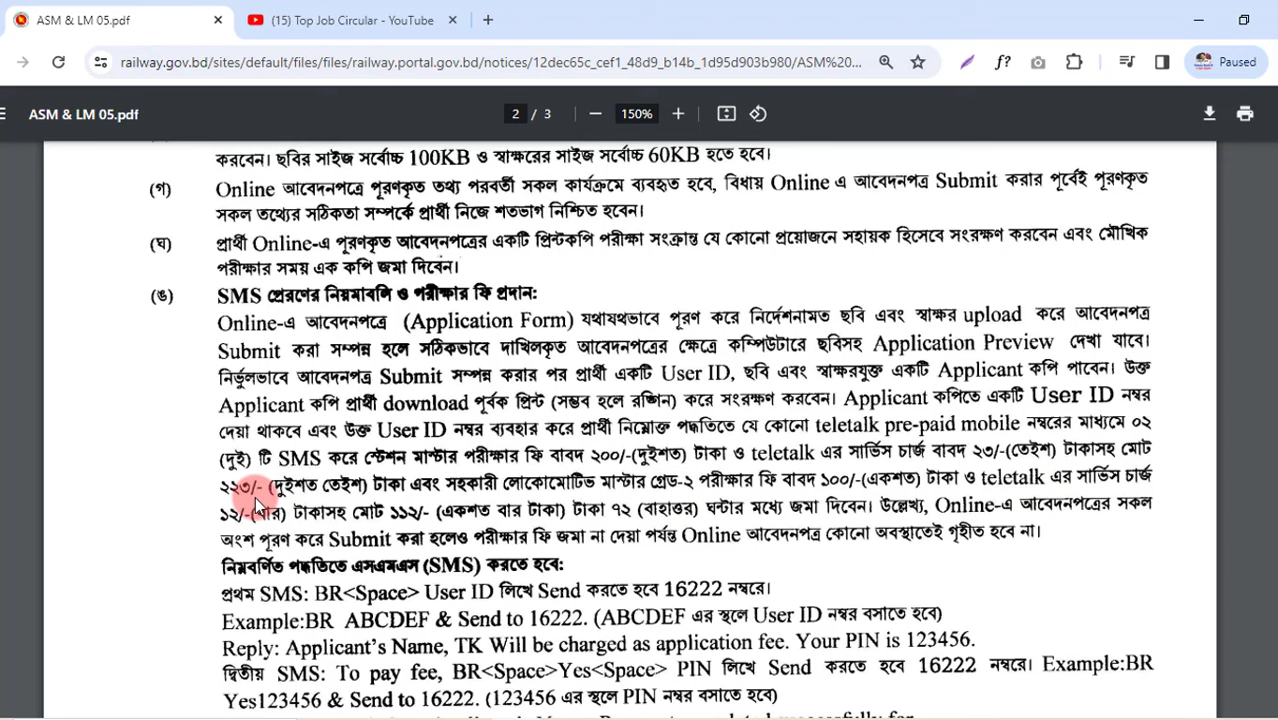 ASM & LM 05.pdf
(15) Top Job Circular - YouTube
railway.gov.bd/sites/default/files/files/railway.portal.gov.bd/notices/12dec65c_cef1_48d9_b14b_1d95d903b980/ASM%20...
Paused
ASM & LM 05.pdf
2 / 3
150%
করবেন। ছবির সাইজ সর্বোচ্চ 100KB ও স্বাক্ষরের সাইজ সর্বোচ্চ 60KB হতে হবে।
(গ) Online আবেদনপত্রে পূরণকৃত তথ্য পরবর্তী সকল কার্যক্রমে ব্যবহৃত হবে, বিধায় Online এ আবেদনপত্র Submit করার পূর্বেই পূরণকৃত
সকল তথ্যের সঠিকতা সম্পর্কে প্রার্থী নিজে শতভাগ নিশ্চিত হবেন।
(ঘ) প্রার্থী Online-এ পূরণকৃত আবেদনপত্রের একটি প্রিন্টকপি পরীক্ষা সংক্রান্ত যে কোনো প্রয়োজনে সহায়ক হিসেবে সংরক্ষণ করবেন এবং মৌখিক
পরীক্ষার সময় এক কপি জমা দিবেন।
(ঙ) SMS প্রেরণের নিয়মাবলি ও পরীক্ষার ফি প্রদান:
Online-এ আবেদনপত্রে (Application Form) যথাযথভাবে পূরণ করে নির্দেশনামত ছবি এবং স্বাক্ষর upload করে আবেদনপত্র
Submit করা সম্পন্ন হলে সঠিকভাবে দাখিলকৃত আবেদনপত্রের ক্ষেত্রে কম্পিউটারে ছবিসহ Application Preview দেখা যাবে।
নির্ভুলভাবে আবেদনপত্র Submit সম্পন্ন করার পর প্রার্থী একটি User ID, ছবি এবং স্বাক্ষরযুক্ত একটি Applicant কপি পাবেন। উক্ত
Applicant কপি প্রার্থী download পূর্বক প্রিন্ট (সম্ভব হলে রঙ্গিন) করে সংরক্ষণ করবেন। Applicant কপিতে একটি User ID নম্বর
দেয়া থাকবে এবং উক্ত User ID নম্বর ব্যবহার করে প্রার্থী নিম্নোক্ত পদ্ধতিতে যে কোনো teletalk pre-paid mobile নম্বরের মাধ্যমে ০২
(দুই) টি SMS করে স্টেশন মাস্টার পরীক্ষার ফি বাবদ ২০০/-(দুইশত) টাকা ও teletalk এর সার্ভিস চার্জ বাবদ ২৩/-(তেইশ) টাকাসহ মোট
২২৩/- (দুইশত তেইশ) টাকা এবং সহকারী লোকোমোটিভ মাস্টার গ্রেড-২ পরীক্ষার ফি বাবদ ১০০/-(একশত) টাকা ও teletalk এর সার্ভিস চার্জ
১২/-(বার) টাকাসহ মোট ১১২/- (একশত বার টাকা) টাকা ৭২ (বাহাত্তর) ঘন্টার মধ্যে জমা দিবেন। উল্লেখ্য, Online-এ আবেদনপত্রের সকল
অংশ পূরণ করে Submit করা হলেও পরীক্ষার ফি জমা না দেয়া পর্যন্ত Online আবেদনপত্র কোনো অবস্থাতেই গৃহীত হবে না।
নিম্নবর্ণিত পদ্ধতিতে এসএমএস (SMS) করতে হবে:
প্রথম SMS: BR<Space> User ID লিখে Send করতে হবে 16222 নম্বরে।
Example:BR ABCDEF & Send to 16222. (ABCDEF এর স্থলে User ID নম্বর বসাতে হবে)
Reply: Applicant's Name, TK Will be charged as application fee. Your PIN is 123456.
দ্বিতীয় SMS: To pay fee, BR<Space>Yes<Space> PIN লিখে Send করতে হবে 16222 নম্বরে। Example:BR
Yes123456 & Send to 16222. (123456 এর স্থলে PIN নম্বর বসাতে হবে)